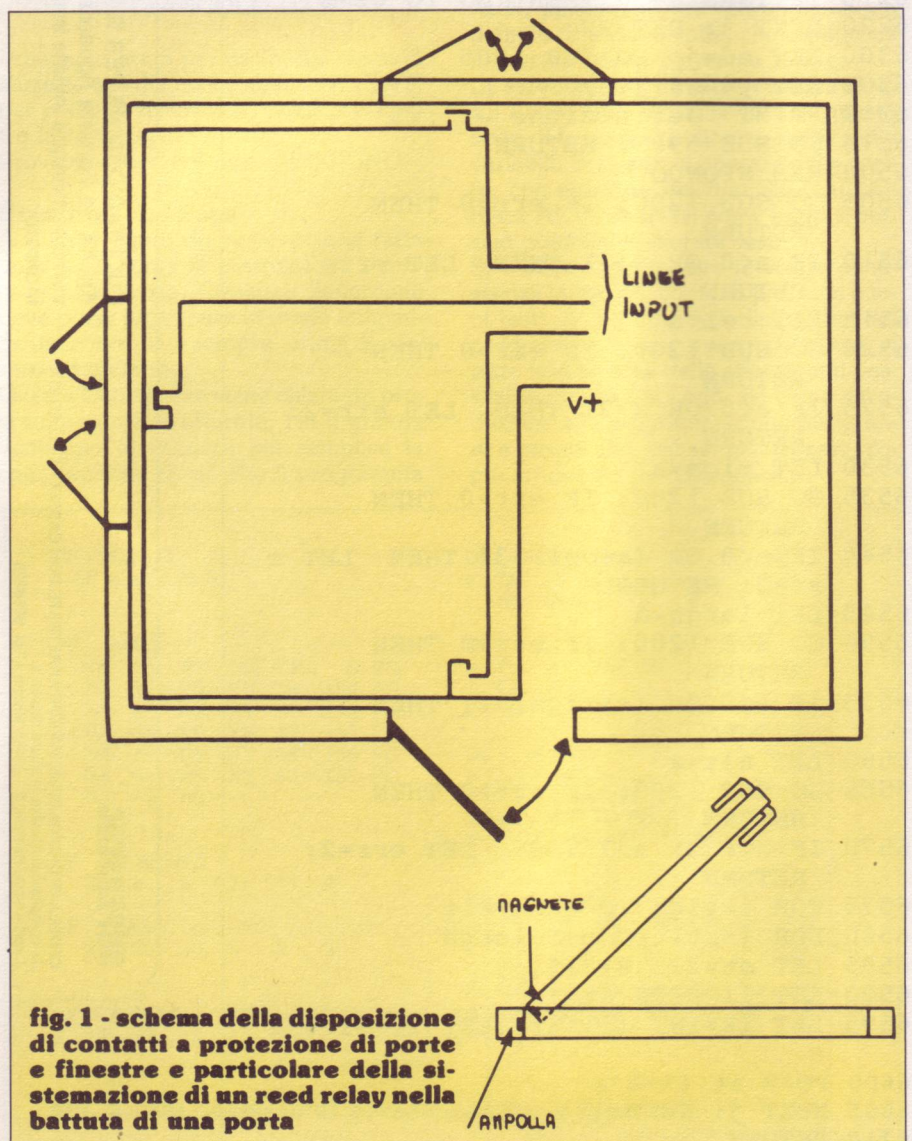 LINEE
INPUT
V+
MAGNETE
fig. 1 - schema della disposizione
di contatti a protezione di porte
e finestre e particolare della si-
stemazione di un reed relay nella
battuta di una porta
AMPOLLA